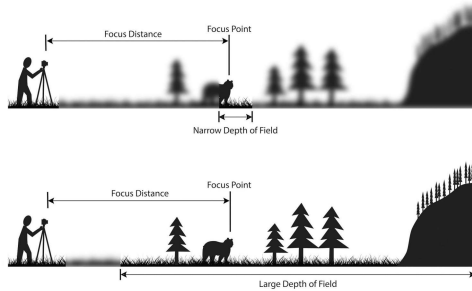 Focus Point
Focus Distance
Narrow Depth of Field
Focus Point
Focus Distance
Large Depth of Field